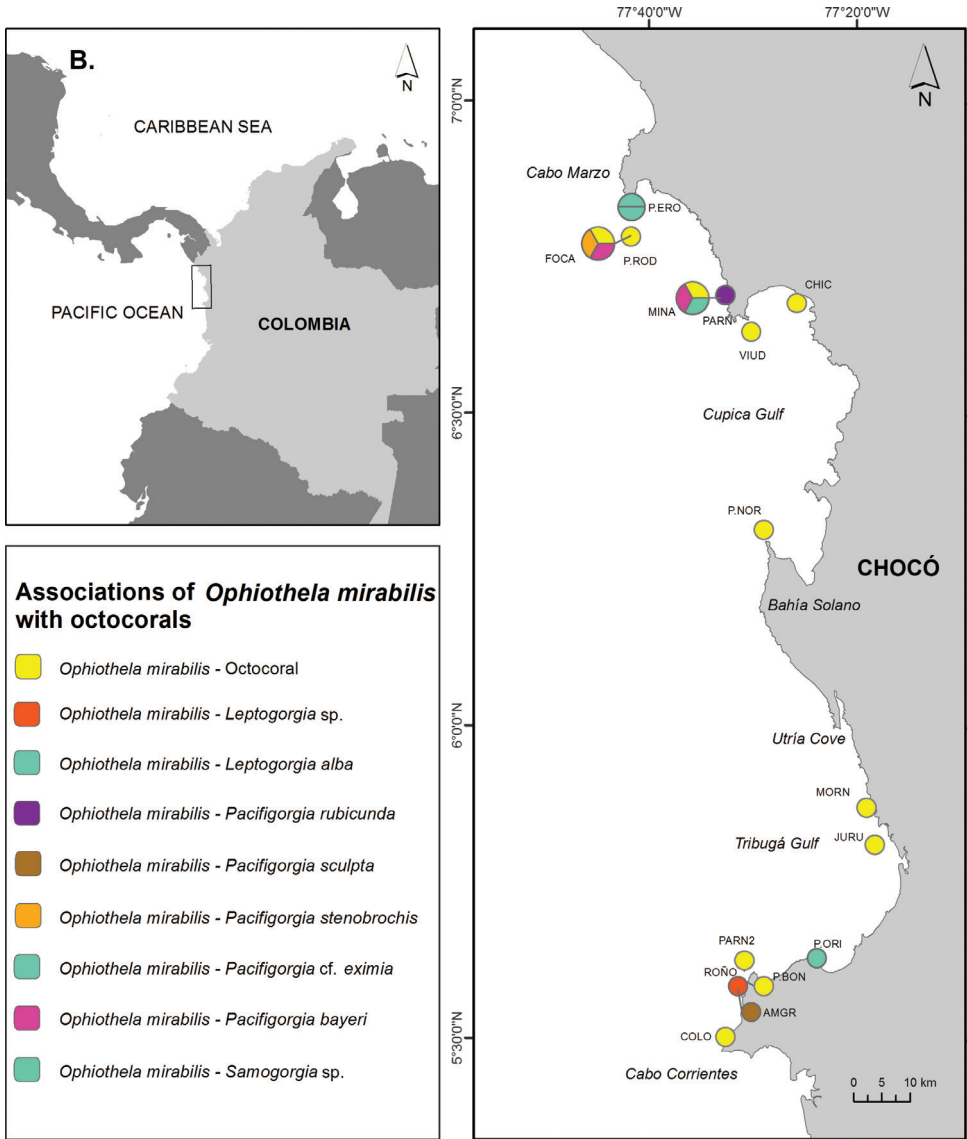 B.
N
CARIBBEAN SEA
PACIFIC OCEAN
COLOMBIA
Associations of Ophiothela mirabilis
with octocorals
Ophiothela mirabilis - Octocoral
Ophiothela mirabilis - Leptogorgia sp.
Ophiothela mirabilis - Leptogorgia alba
Ophiothela mirabilis - Pacifigorgia rubicunda
Ophiothela mirabilis - Pacifigorgia sculpta
Ophiothela mirabilis - Pacifigorgia stenobrochis
Ophiothela mirabilis - Pacifigorgia cf. eximia
Ophiothela mirabilis - Pacifigorgia bayeri
Ophiothela mirabilis - Samogorgia sp.
77°40'0"W
77°20'0"W
N
7°0'0"N
Cabo Marzo
P.ERO
FOCA
P.ROD
CHIC
MINA
PARN
VIUD
6°30'0"N
Cupica Gulf
P.NOR
CHOCÓ
Bahía Solano
6°0'0"N
Utría Cove
MORN
JURU
Tribugá Gulf
PARN2
P.ORI
ROÑO
P.BON
AMGR
5°30'0"N
COLO
Cabo Corrientes
0 5 10 km